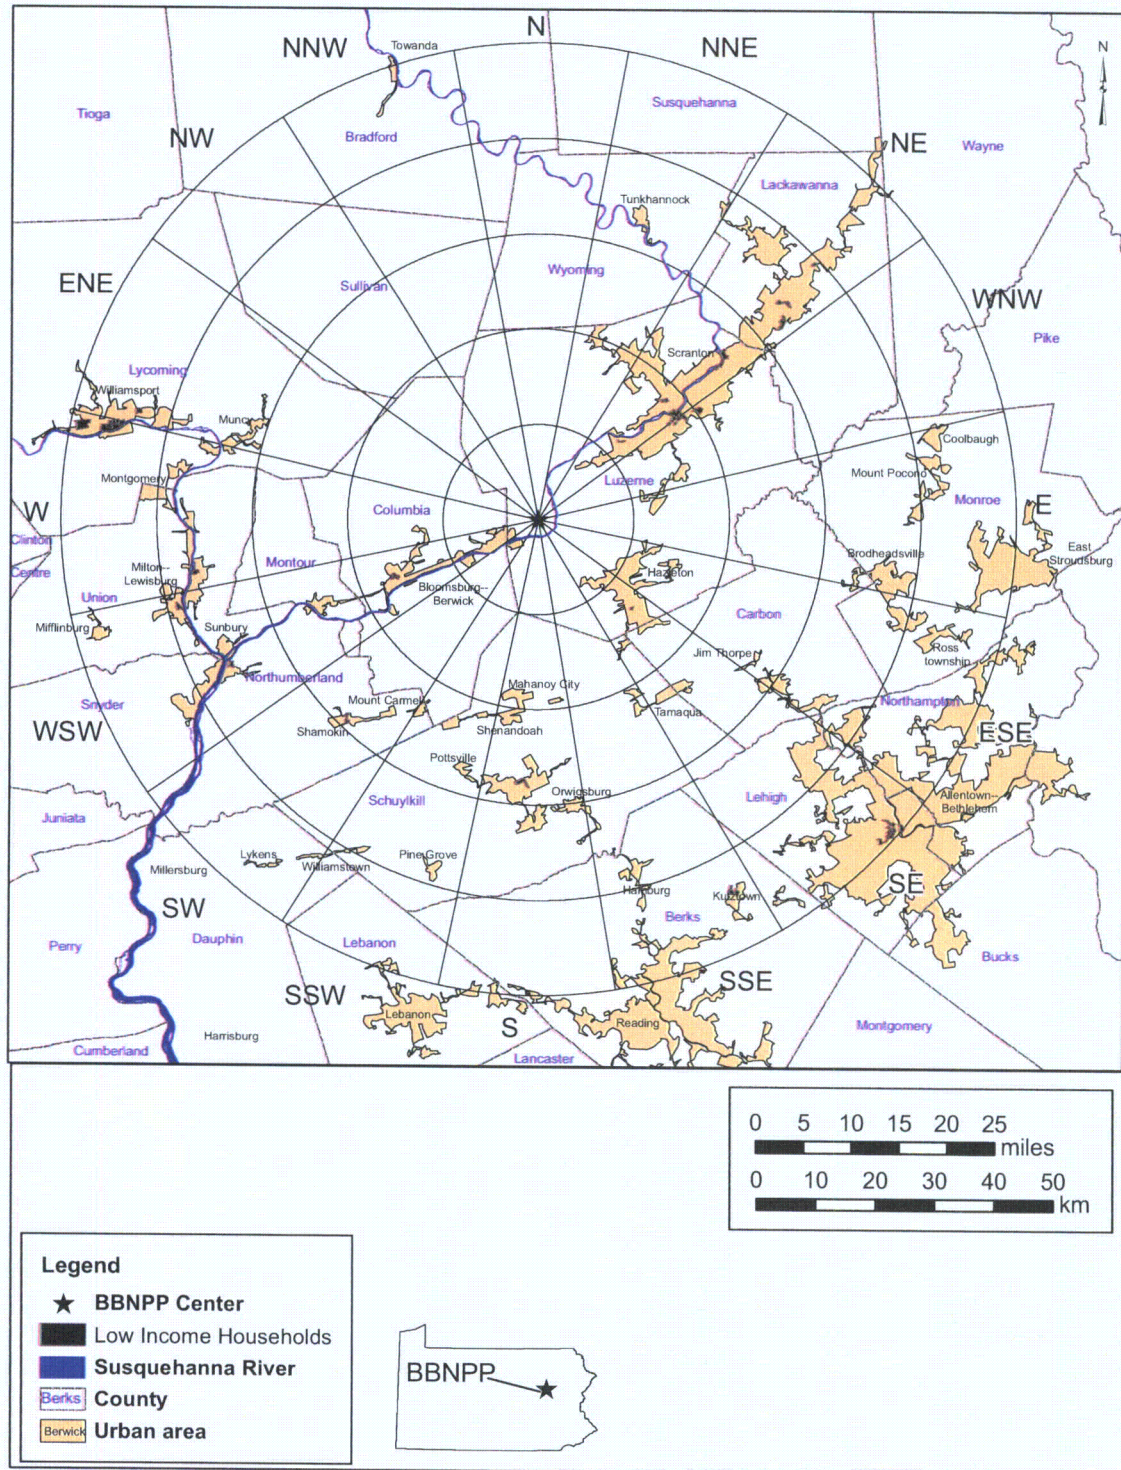 N
NNW
Towanda
NNE
N
Tioga
Susquehanna
NW
Bradford
NE
Wayne
Lackawanna
Tunkhannock
Wyoming
ENE
Sullivan
WNW
Pike
Scranton
Lycoming
Williamsport
Muncy
Coolbaugh
Montgomery
Mount Pocono
Luzerne
W
Columbia
Monroe
E
Clinton
Centre
Montour
Milton--
Lewisburg
Union
Bloomsburg--
Berwick
Hazleton
Brodheadsville
East
Stroudsburg
Mifflinburg
Sunbury
Carbon
Ross
township
Jim Thorpe
Northumberland
Mahanoy City
Snyder
Mount Carmel
Tamaqua
Northampton
WSW
Shamokin
Shenandoah
ESE
Pottsville
Orwigsburg
Schuylkill
Lehigh
Allentown--
Bethlehem
Juniata
Lykens
Williamstown
Pine Grove
Millersburg
Hamburg
Kutztown
SE
SW
Berks
Perry
Dauphin
Lebanon
Bucks
SSW
SSE
Lebanon
S
Reading
Montgomery
Harrisburg
Cumberland
Lancaster
0 5 10 15 20 25
miles
0 10 20 30 40 50
km
Legend
BBNPP Center
Low Income Households
Susquehanna River
Berks County
Berwick Urban area
BBNPP